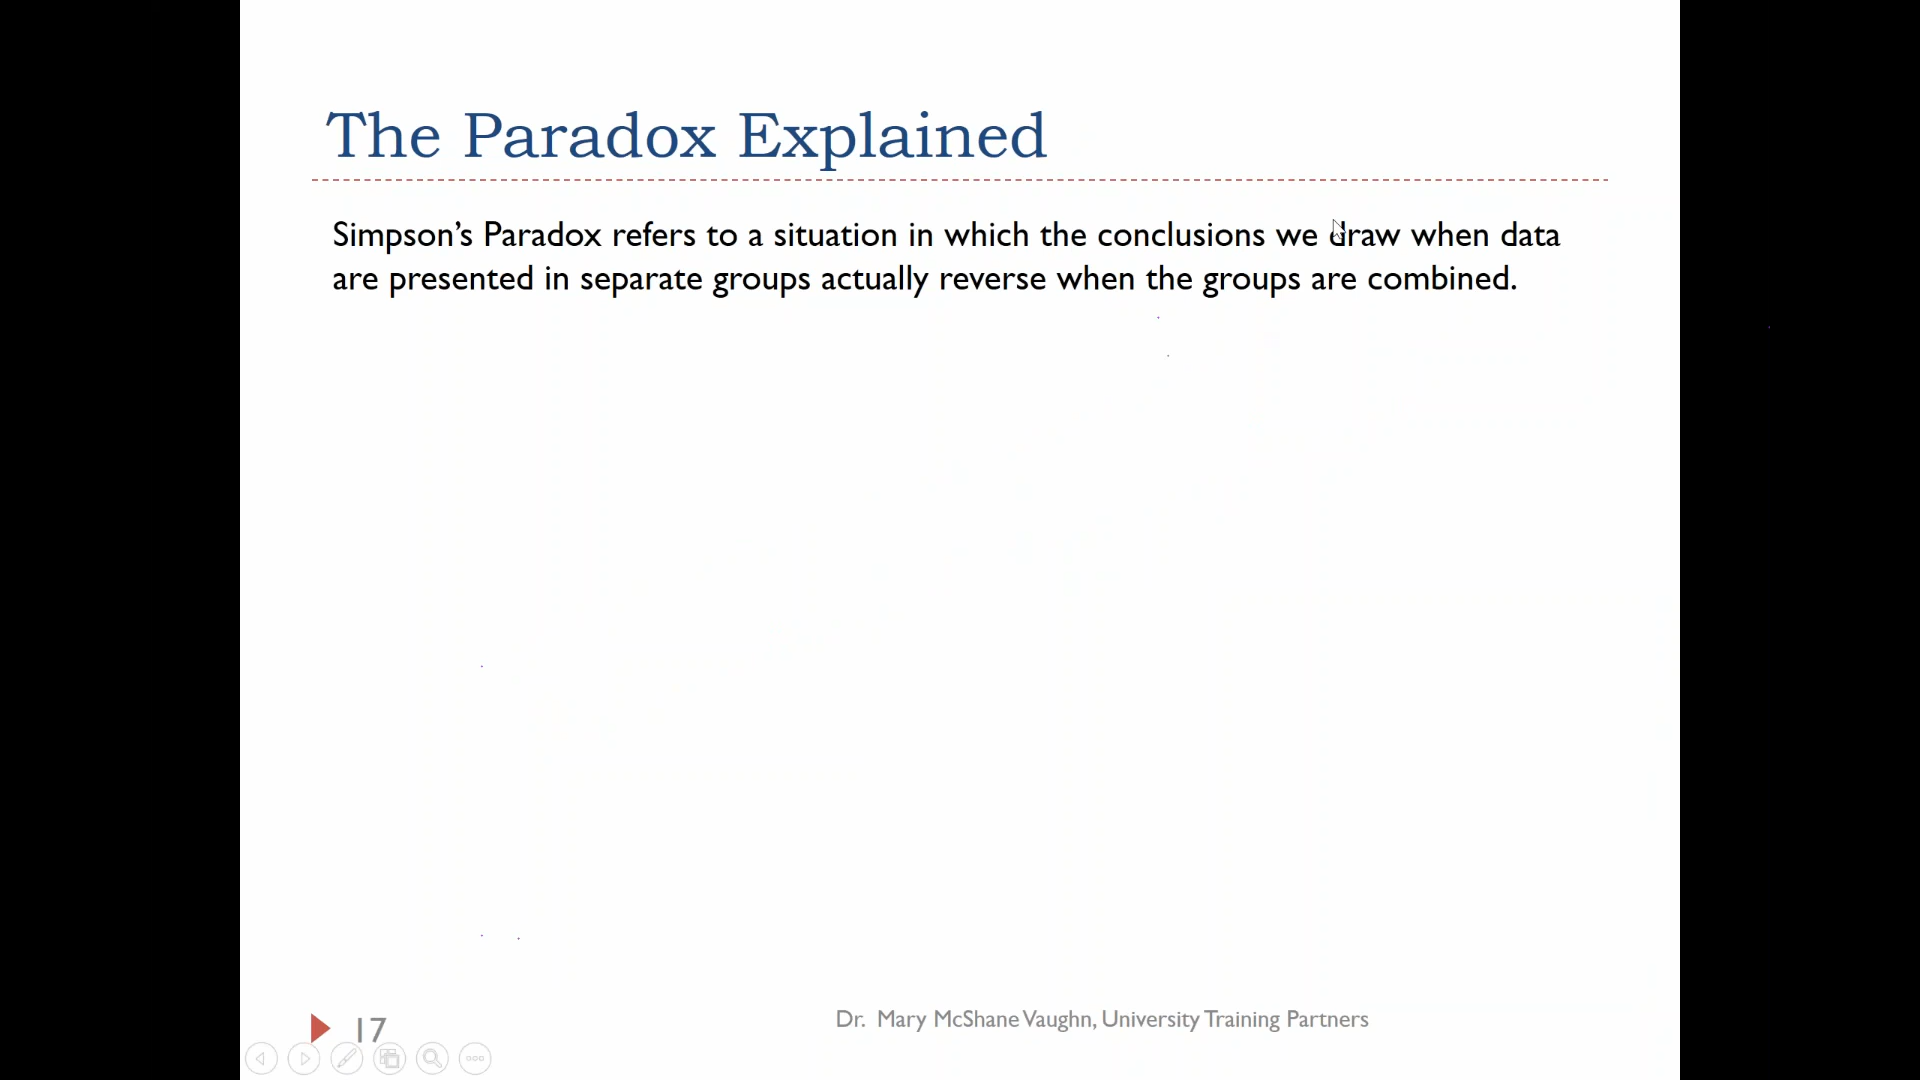 The Paradox Explained
Simpson’s Paradox refers to a situation in which the conclusions we draw when data
are presented in separate groups actually reverse when the groups are combined.
17
Dr. Mary McShane Vaughn, University Training Partners